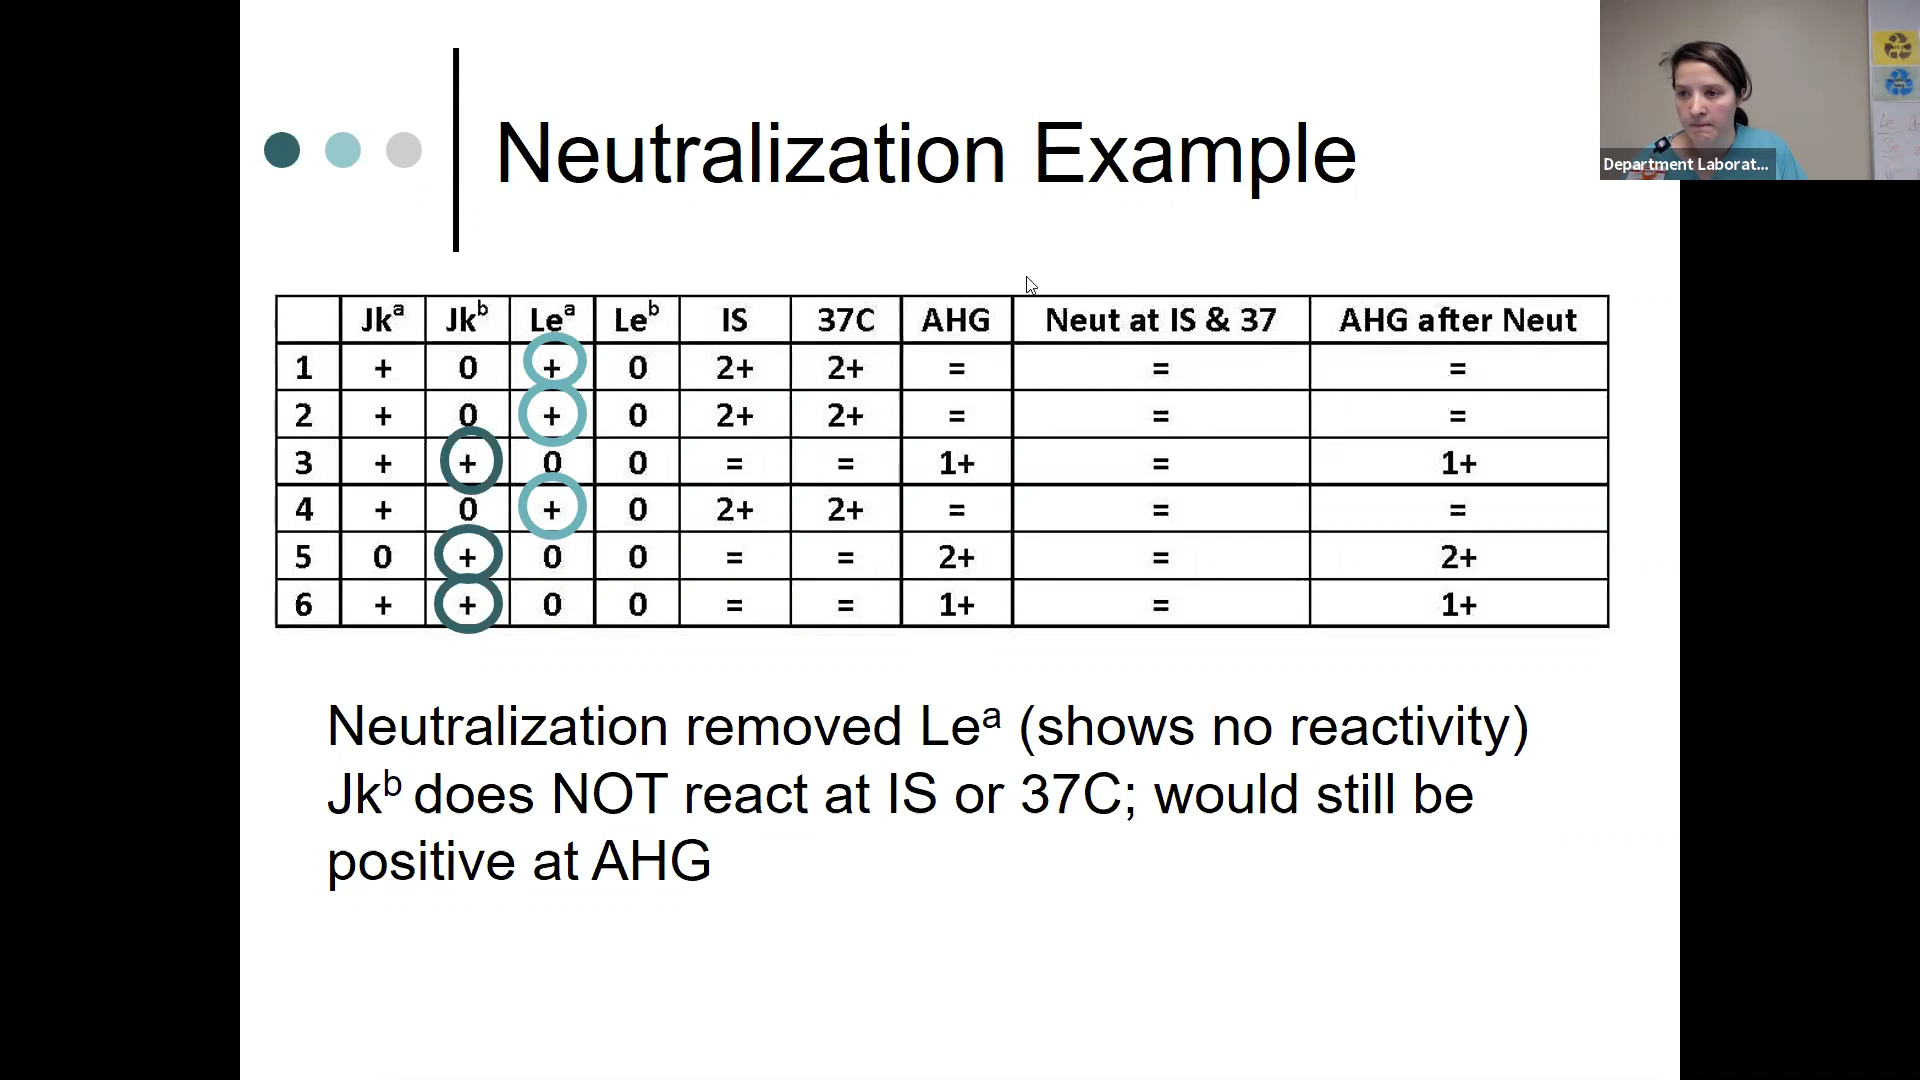 Neutralization Example
Department Laborat...
Jkª Jkᵇ Leª Leᵇ IS 37C AHG Neut at IS & 37 AHG after Neut
1 + 0 + 0 2+ 2+ = = =
2 + 0 + 0 2+ 2+ = = =
3 + + 0 0 = = 1+ = 1+
4 + 0 + 0 2+ 2+ = = =
5 0 + 0 0 = = 2+ = 2+
6 + + 0 0 = = 1+ = 1+
Neutralization removed Leª (shows no reactivity)
Jkᵇ does NOT react at IS or 37C; would still be
positive at AHG